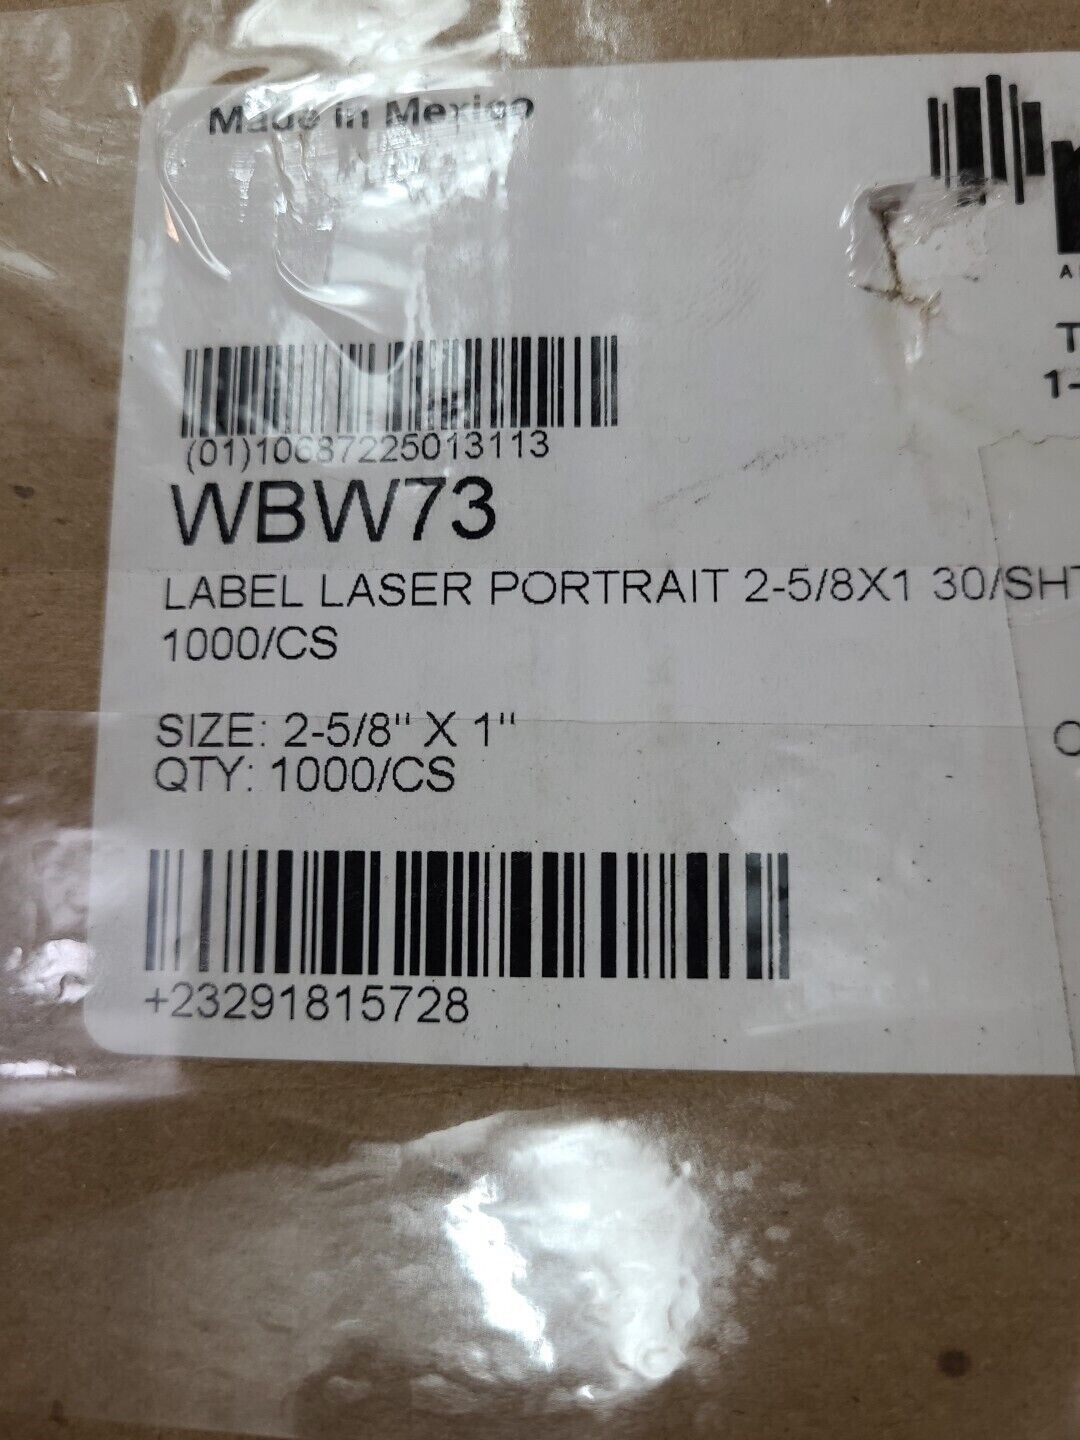 Made in Mexico
(01)10687225013113
WBW73
LABEL LASER PORTRAIT 2-5/8X1 30/SHT
1000/CS
SIZE: 2-5/8" X 1"
QTY: 1000/CS
+23291815728